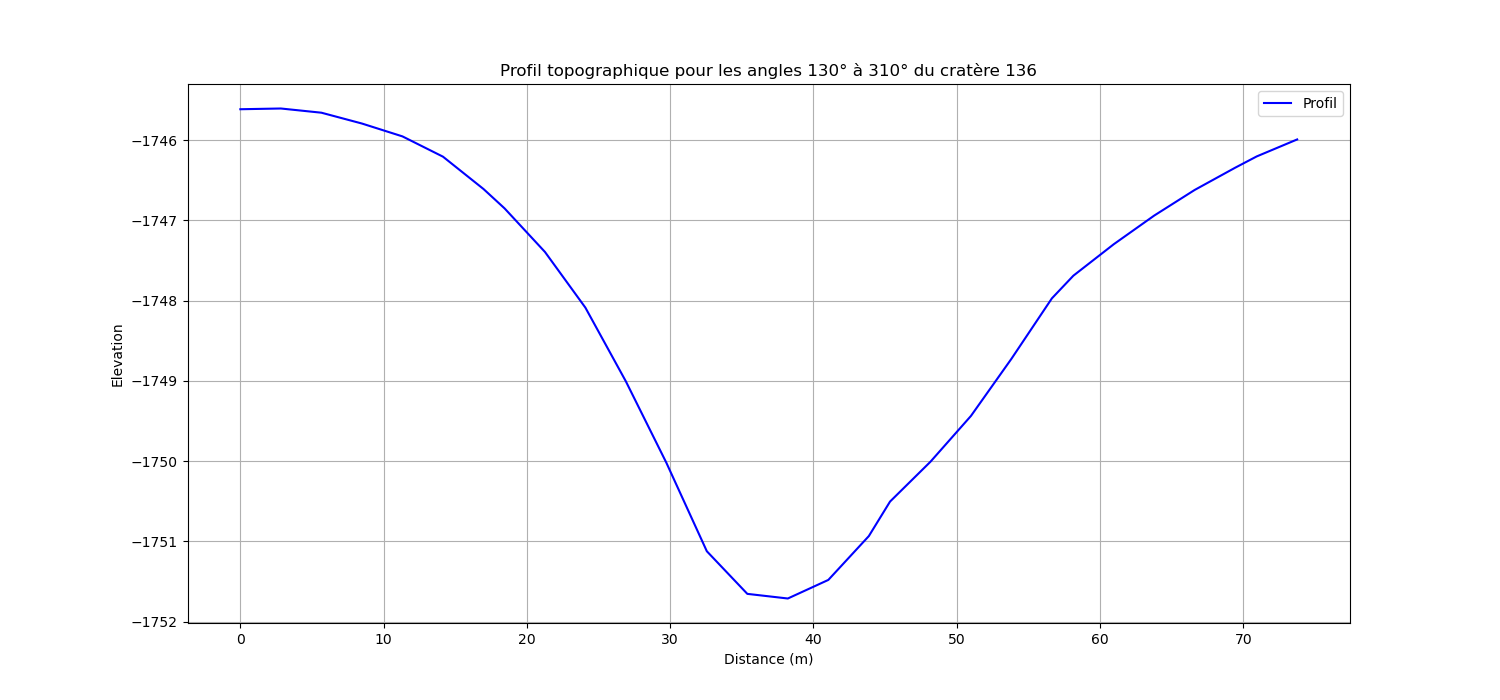 Profil topographique pour les angles 130° à 310° du cratère 136
Profil
−1746
−1747
−1748
−1749
−1750
−1751
−1752
Elevation
0 10 20 30 40 50 60 70
Distance (m)